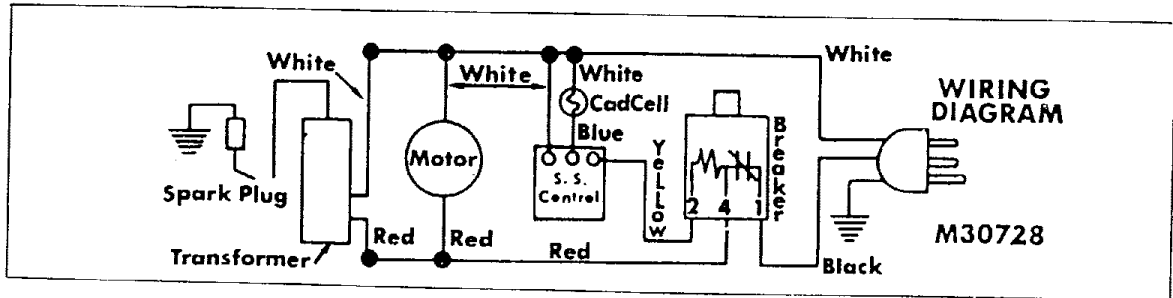 White
White
White
White
CadCell
Blue
WIRING
DIAGRAM
Motor
Spark Plug
S. S.
Control
Yellow
Breaker
2 4 1
Red
Red
Red
Transformer
Black
M30728